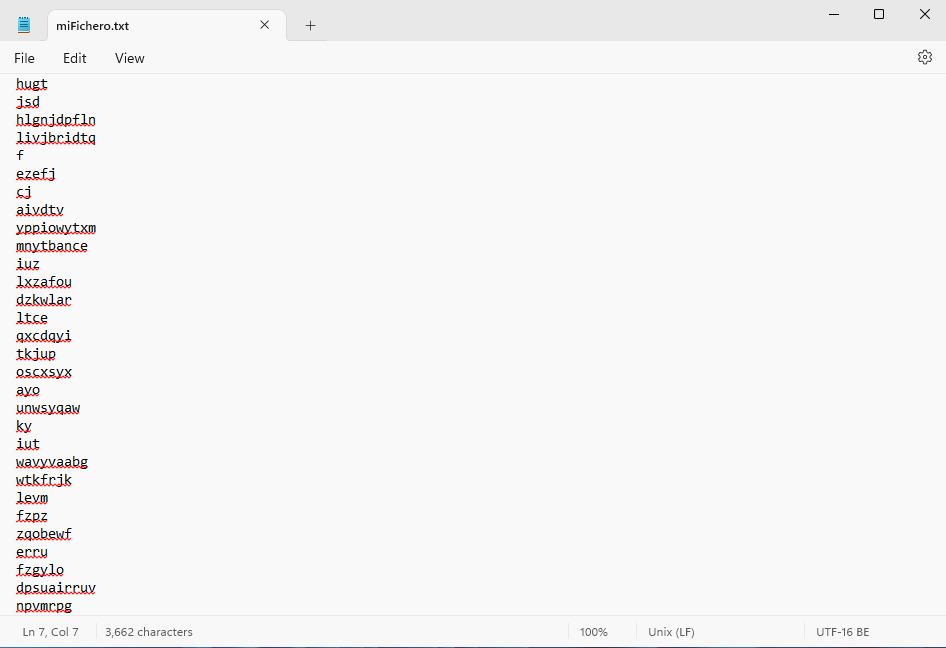 miFichero.txt
File Edit View
hugt
jsd
hlgnjdpfln
livjbridtq
f
ezefj
cj
aivdtv
yppiowytxm
mnytbance
iuz
lxzafou
dzkwlar
ltce
qxcdqyi
tkjup
oscxsyx
ayo
unwsyqaw
ky
iut
wavyvaabg
wtkfrjk
levm
fzpz
zqobewf
erru
fzgylo
dpsuairruv
npvmrpg
Ln 7, Col 7 3,662 characters 100% Unix (LF) UTF-16 BE